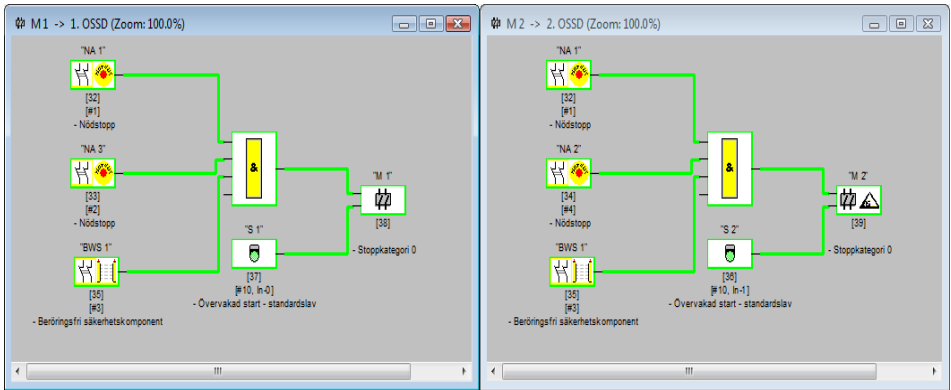 M 1 -> 1. OSSD (Zoom: 100.0%)
"NA 1"
[32]
[#1]
- Nödstopp
"NA 3"
[33]
[#2]
- Nödstopp
&
"M 1"
[38]
- Stoppkategori 0
"S 1"
[37]
[#10, In-0]
- Övervakad start - standardslav
"BWS 1"
[35]
[#3]
- Beröringsfri säkerhetskomponent
M 2 -> 2. OSSD (Zoom: 100.0%)
"NA 1"
[32]
[#1]
- Nödstopp
"NA 2"
[34]
[#4]
- Nödstopp
&
"M 2"
[39]
- Stoppkategori 0
"S 2"
[36]
[#10, In-1]
- Övervakad start - standardslav
"BWS 1"
[35]
[#3]
- Beröringsfri säkerhetskomponent